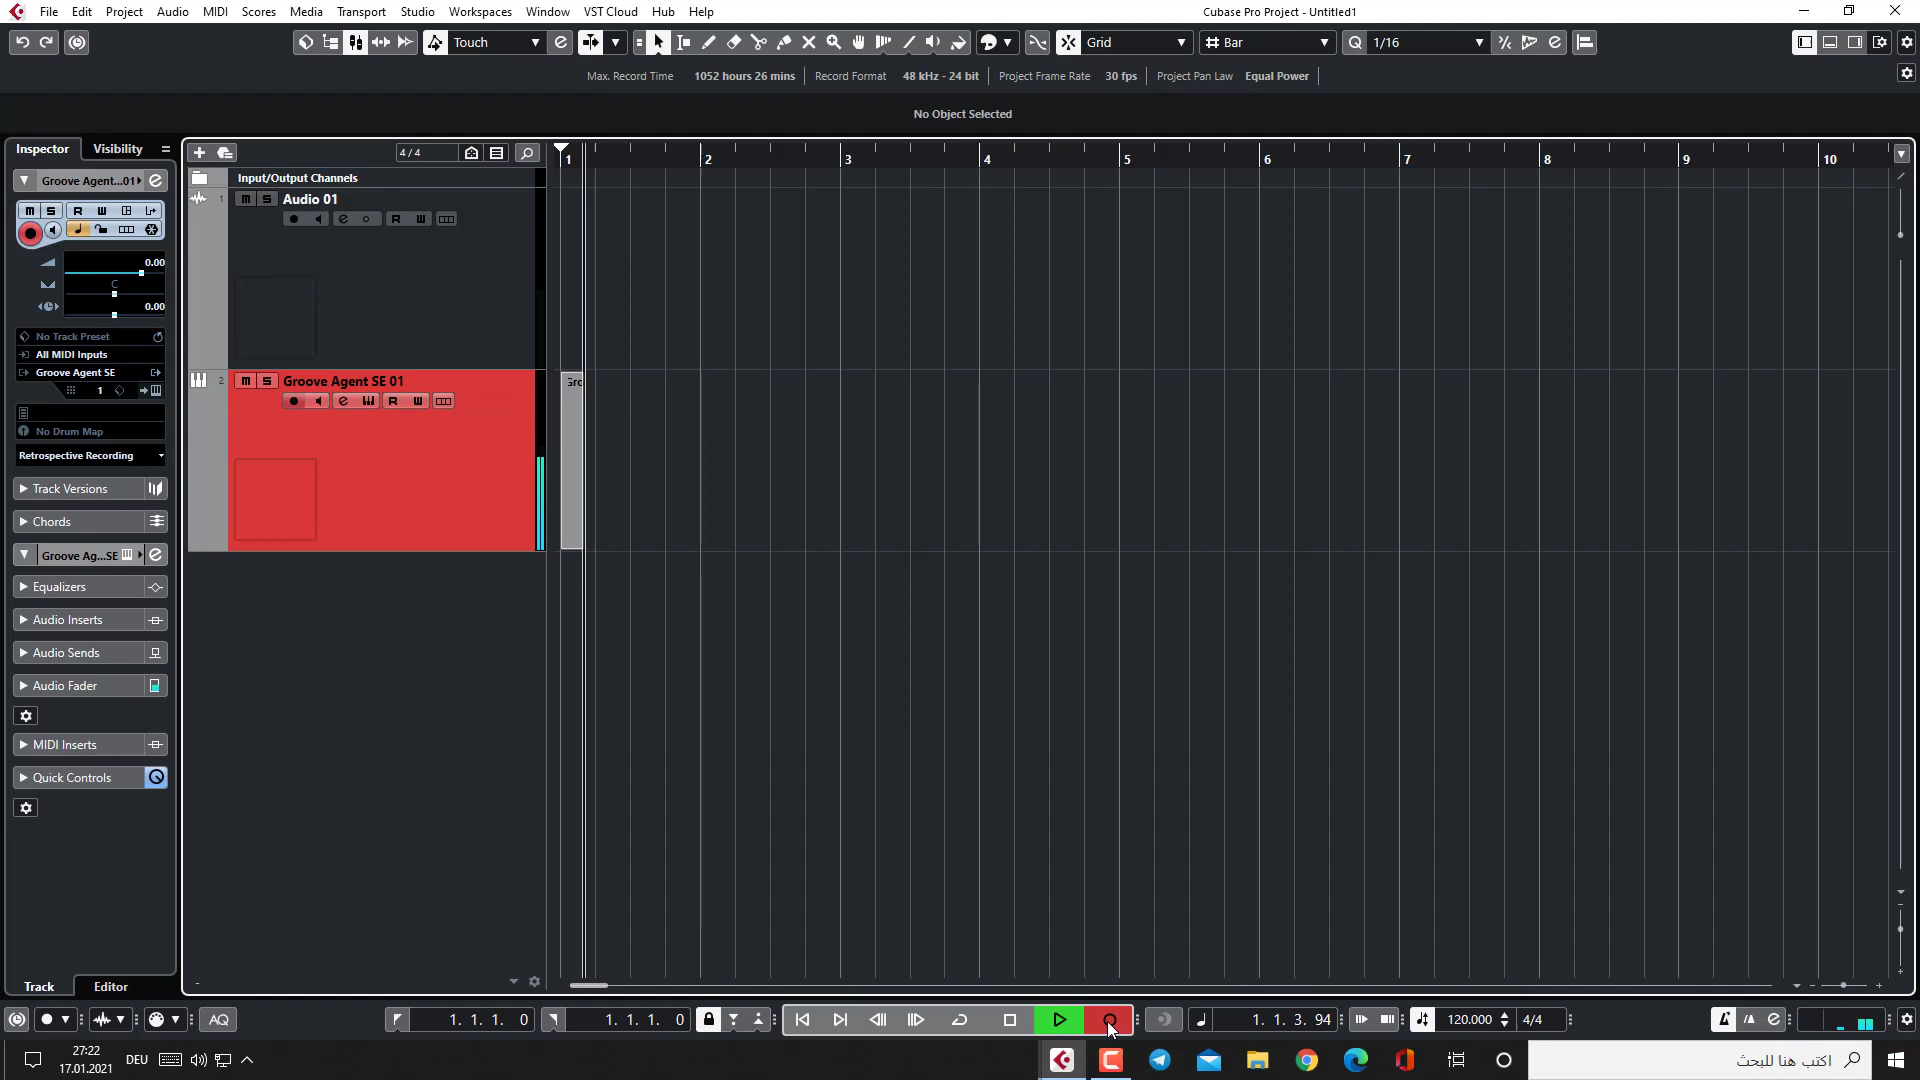 File Edit Project Audio MIDI Scores Media Transport Studio Workspaces Window VST Cloud Hub Help
Cubase Pro Project - Untitled1
Touch
Grid
Bar
Q 1/16
Max. Record Time 1052 hours 26 mins Record Format 48 kHz - 24 bit Project Frame Rate 30 fps Project Pan Law Equal Power
No Object Selected
Inspector Visibility
4/4
1 2 3 4 5 6 7 8 9 10
Groove Agent...01
M S R W
0.00
C
0.00
No Track Preset
All MIDI Inputs
Groove Agent SE
1
No Drum Map
Retrospective Recording
Track Versions
Chords
Groove Ag...SE
Equalizers
Audio Inserts
Audio Sends
Audio Fader
MIDI Inserts
Quick Controls
Track Editor
Input/Output Channels
1 M S Audio 01
R W
2 M S Groove Agent SE 01
R W
Gro
AQ
1. 1. 1. 0
1. 1. 1. 0
1. 1. 3. 94
120.000
4/4
27:22
17.01.2021
DEU
اكتب هنا للبحث